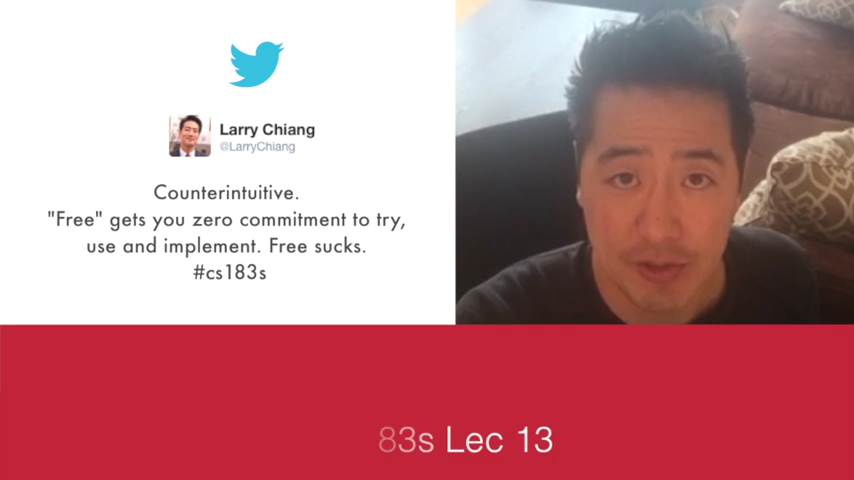 Larry Chiang
@LarryChiang
Counterintuitive.
"Free" gets you zero commitment to try,
use and implement. Free sucks.
#cs183s
83s Lec 13